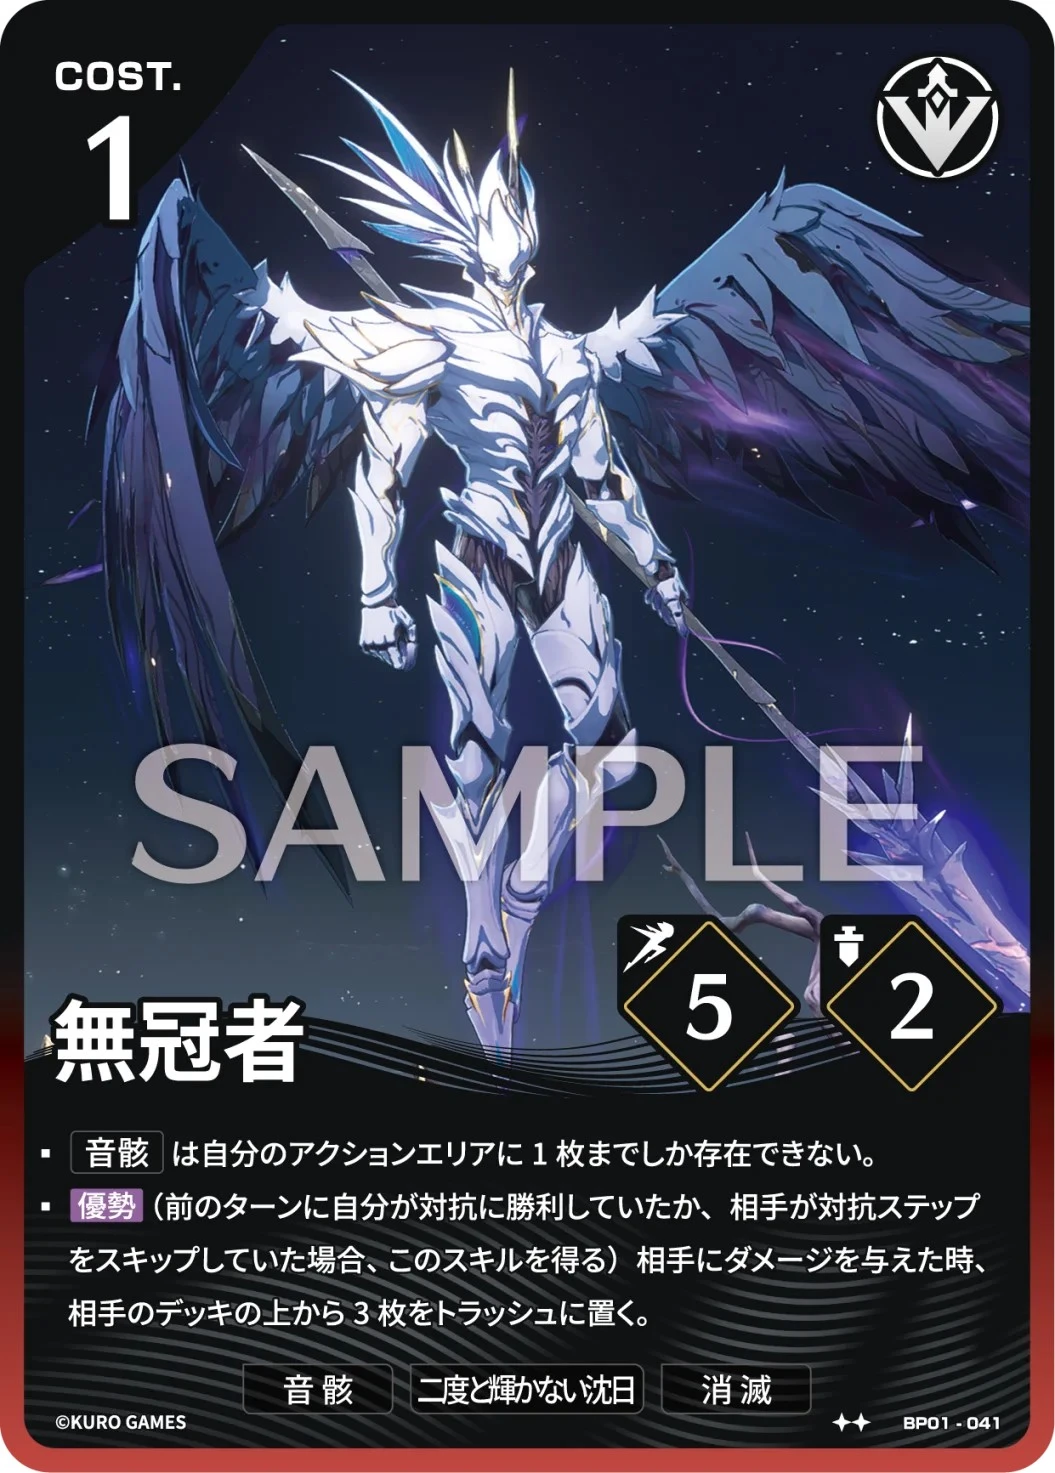 COST.
1
SAMPLE
5
2
無冠者
▪ 音骸 は自分のアクションエリアに 1 枚までしか存在できない。
▪ 優勢（前のターンに自分が対抗に勝利していたか、相手が対抗ステップ
をスキップしていた場合、このスキルを得る）相手にダメージを与えた時、
相手のデッキの上から 3 枚をトラッシュに置く。
音骸 二度と輝かない沈日 消滅
©KURO GAMES BP01 - 041